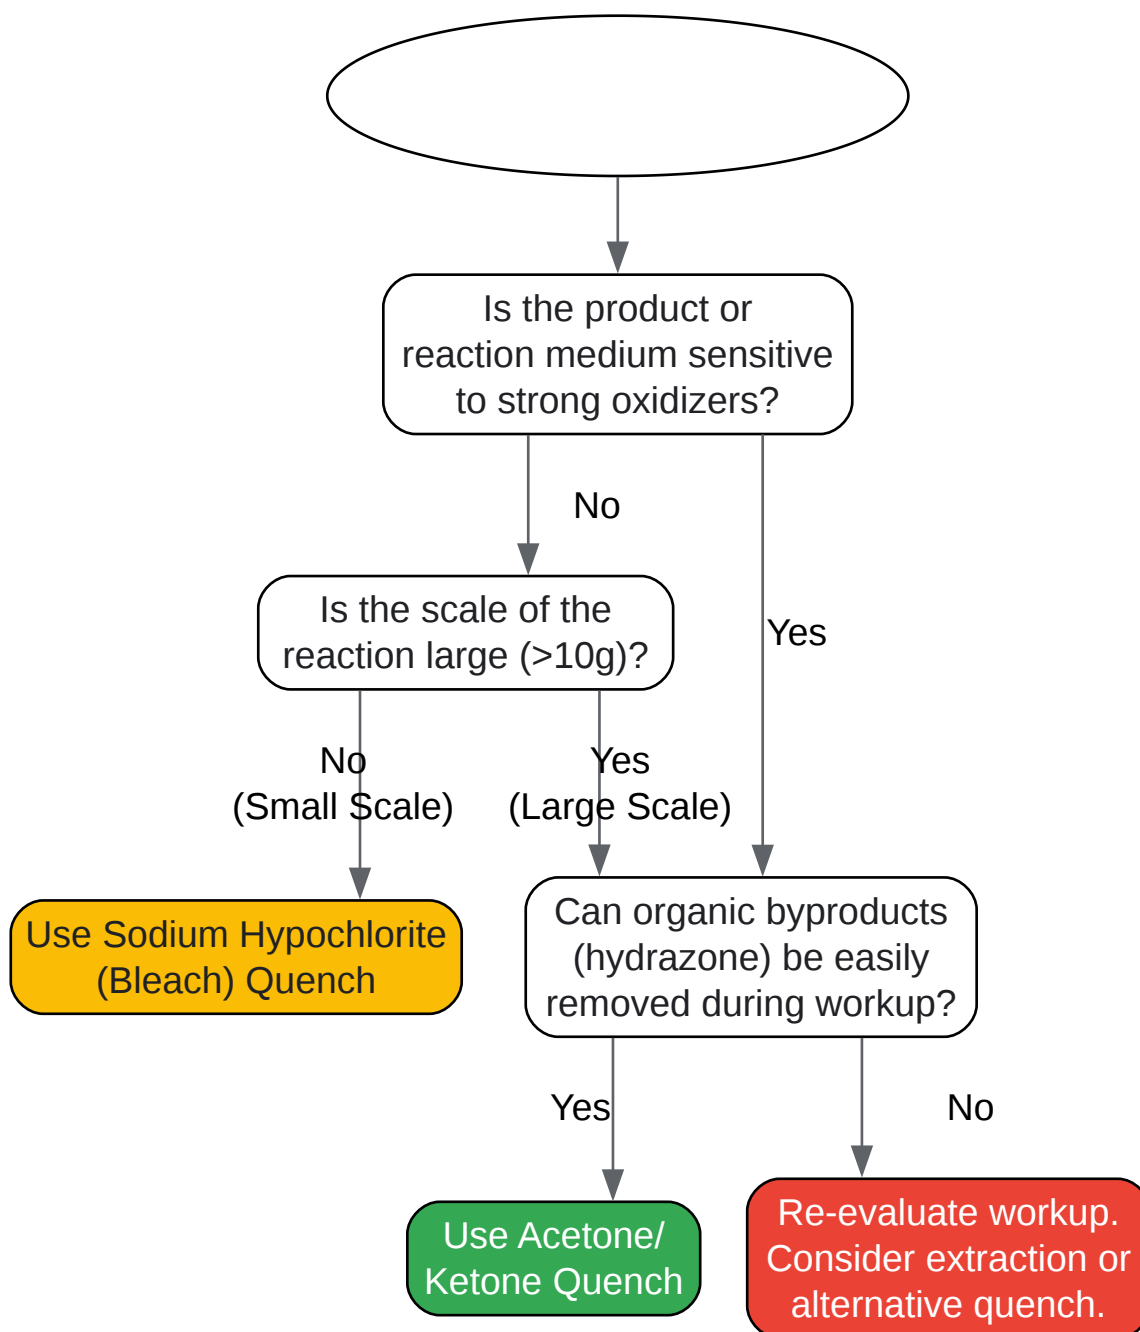 Is the product or
reaction medium sensitive
to strong oxidizers?
No
Is the scale of the
reaction large (>10g)?
Yes
No
(Small Scale)
Yes
(Large Scale)
Use Sodium Hypochlorite
(Bleach) Quench
Can organic byproducts
(hydrazone) be easily
removed during workup?
Yes
No
Use Acetone/
Ketone Quench
Re-evaluate workup.
Consider extraction or
alternative quench.